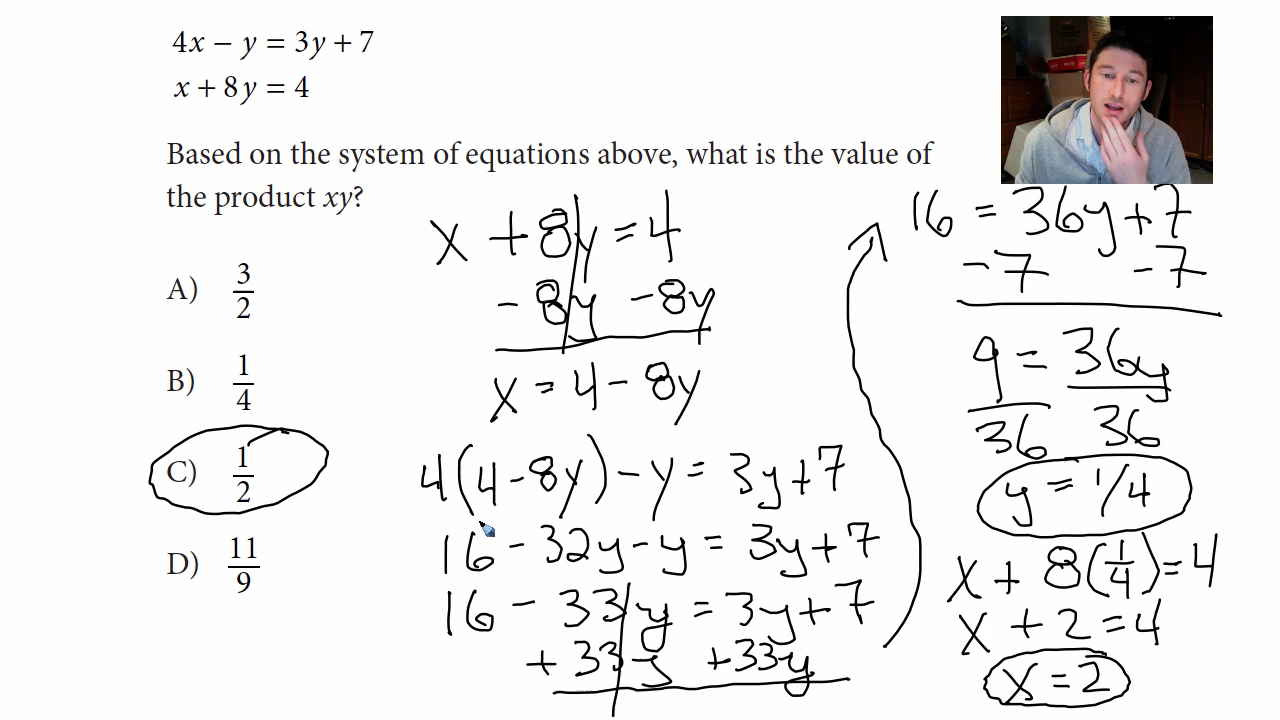 4x − y = 3y + 7
x + 8y = 4
Based on the system of equations above, what is the value of
the product xy?
A) 3/2
B) 1/4
C) 1/2
D) 11/9
x + 8y = 4
- 8y - 8y
x = 4 - 8y
4(4 - 8y) - y = 3y + 7
16 - 32y - y = 3y + 7
16 - 33y = 3y + 7
+ 33y + 33y
16 = 36y + 7
- 7 - 7
9 = 36y
36 36
y = 1/4
x + 8(1/4) = 4
x + 2 = 4
x = 2